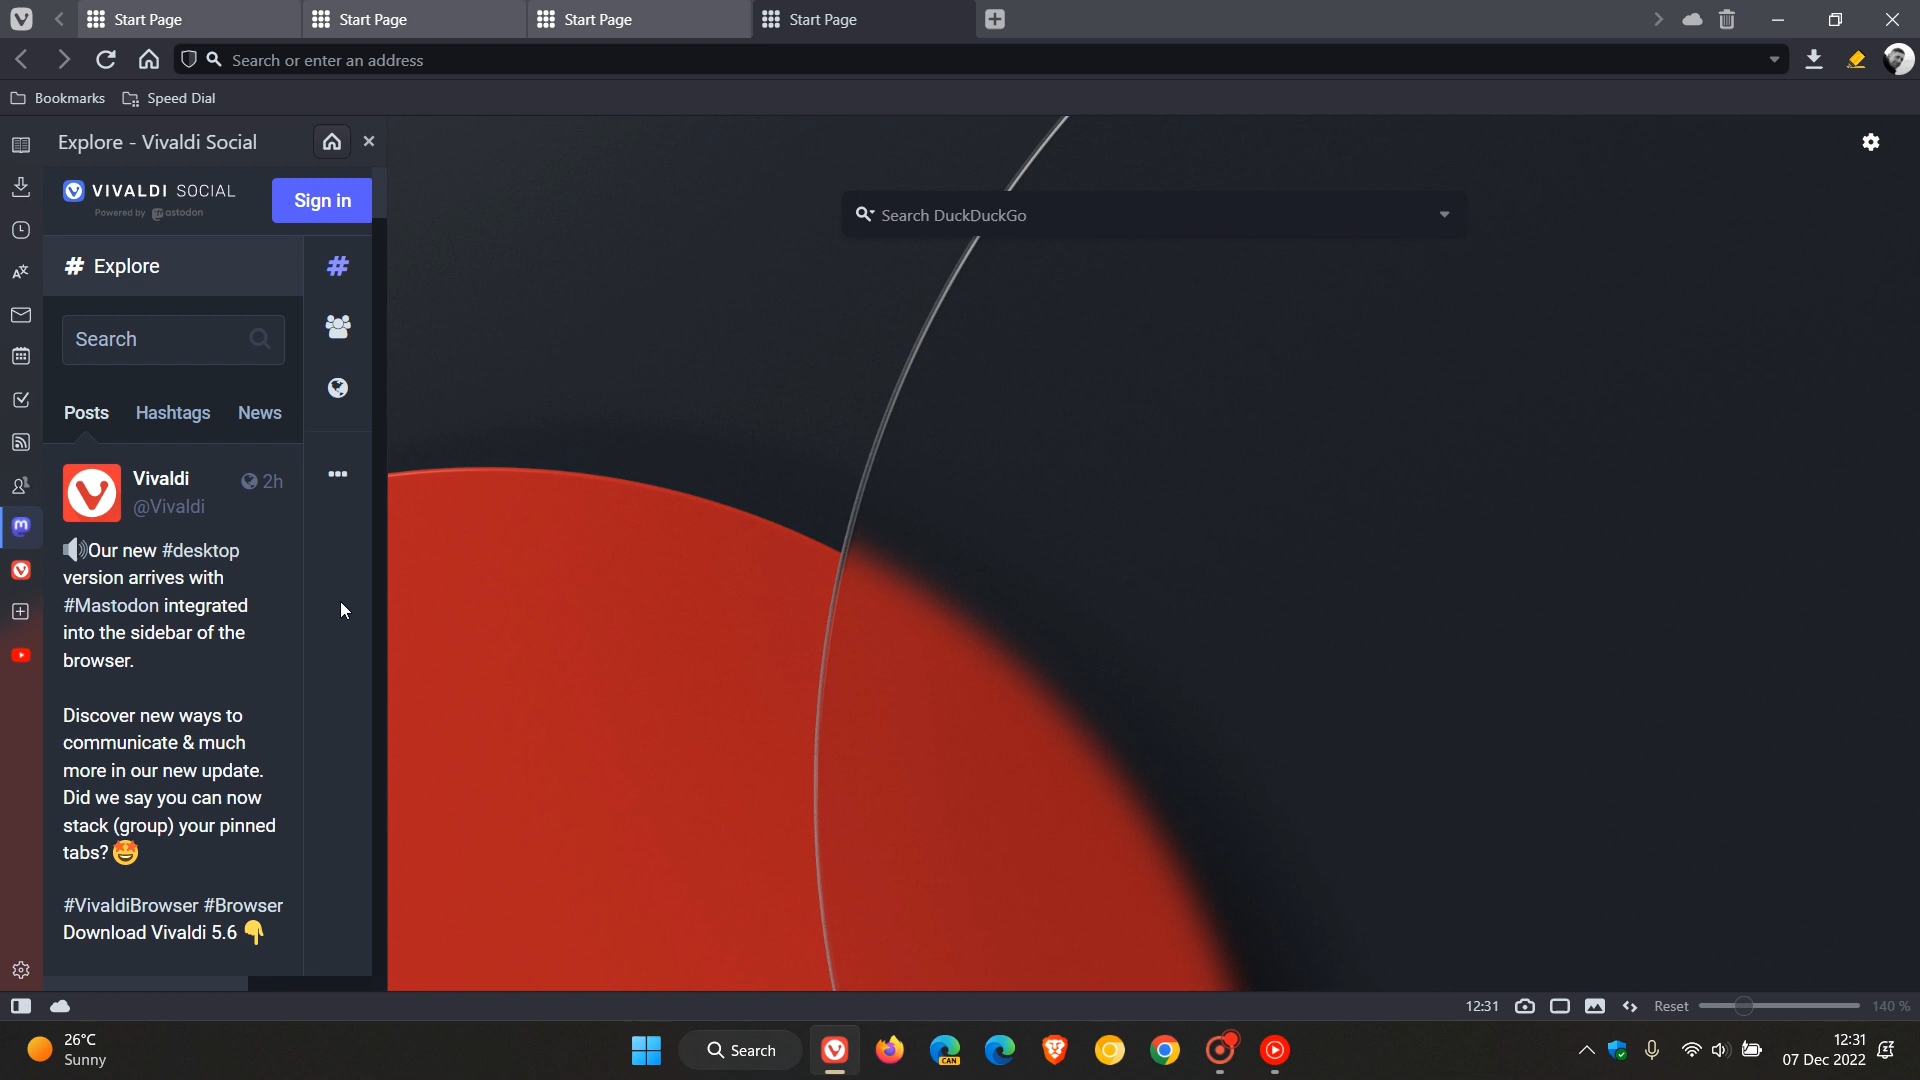 Start Page
Start Page
Start Page
Start Page
Search or enter an address
Bookmarks
Speed Dial
Explore - Vivaldi Social
VIVALDI SOCIAL
Powered by mastodon
Sign in
Search DuckDuckGo
# Explore
#
Search
Posts Hashtags News
Vivaldi 2h
@Vivaldi
🔊Our new #desktop
version arrives with
#Mastodon integrated
into the sidebar of the
browser.
Discover new ways to
communicate & much
more in our new update.
Did we say you can now
stack (group) your pinned
tabs? 🤩
#VivaldiBrowser #Browser
Download Vivaldi 5.6 👇
12:31 Reset 140 %
26°C
Sunny
Search
CAN
12:31
07 Dec 2022